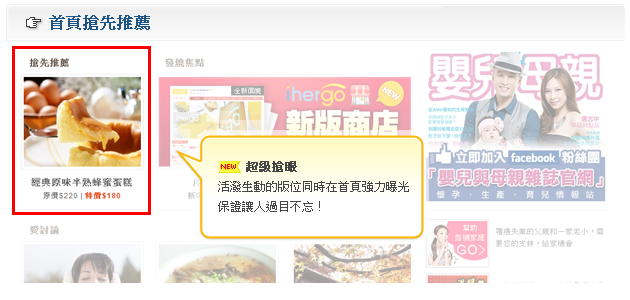 首頁搶先推薦
搶先推薦
經典原味半熟蜂蜜蛋糕
原價$220 | 特價$180
發燒焦點
全新開幕
ihergo
新版商店
NEW
NEW 超級搶眼
活潑生動的版位同時在首頁強力曝光
保證讓人過目不忘！
愛討論
嬰兒與母親
立即加入 facebook 粉絲團
「嬰兒與母親雜誌官網」
懷孕．生產．育兒情報站
幫助
GO>